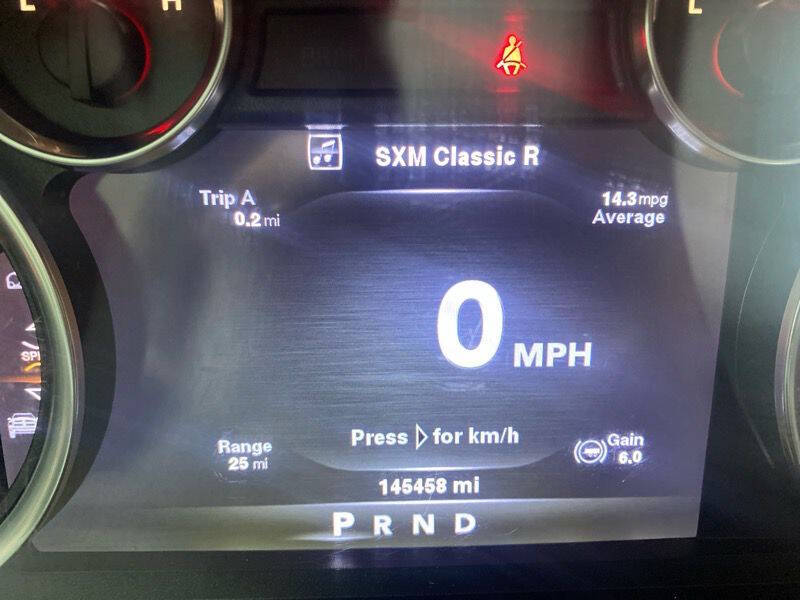 L H L
SXM Classic R
Trip A
0.2 mi
14.3 mpg
Average
0 MPH
Press ▷ for km/h
Range
25 mi
Gain
6.0
145458 mi
P R N D